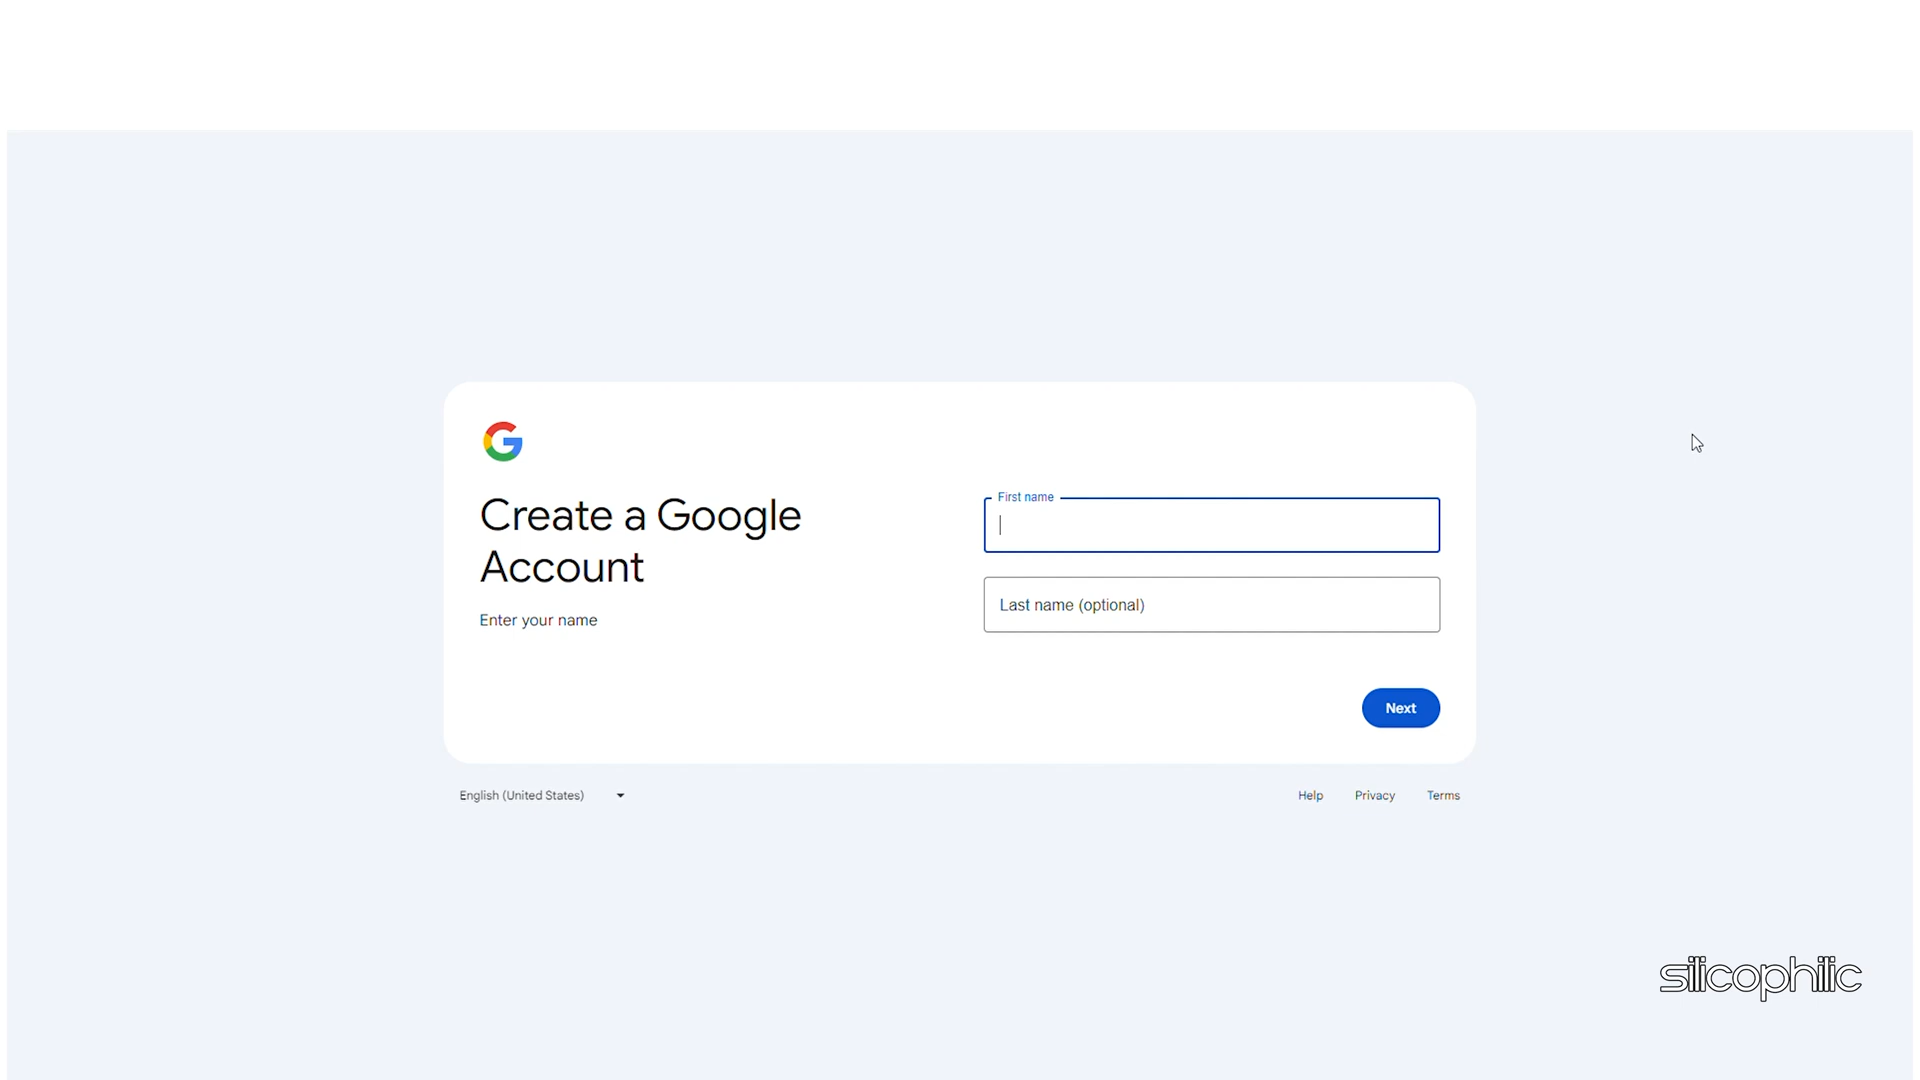 Create a Google
Account
Enter your name
First name
Last name (optional)
Next
English (United States)
Help
Privacy
Terms
silicophilic